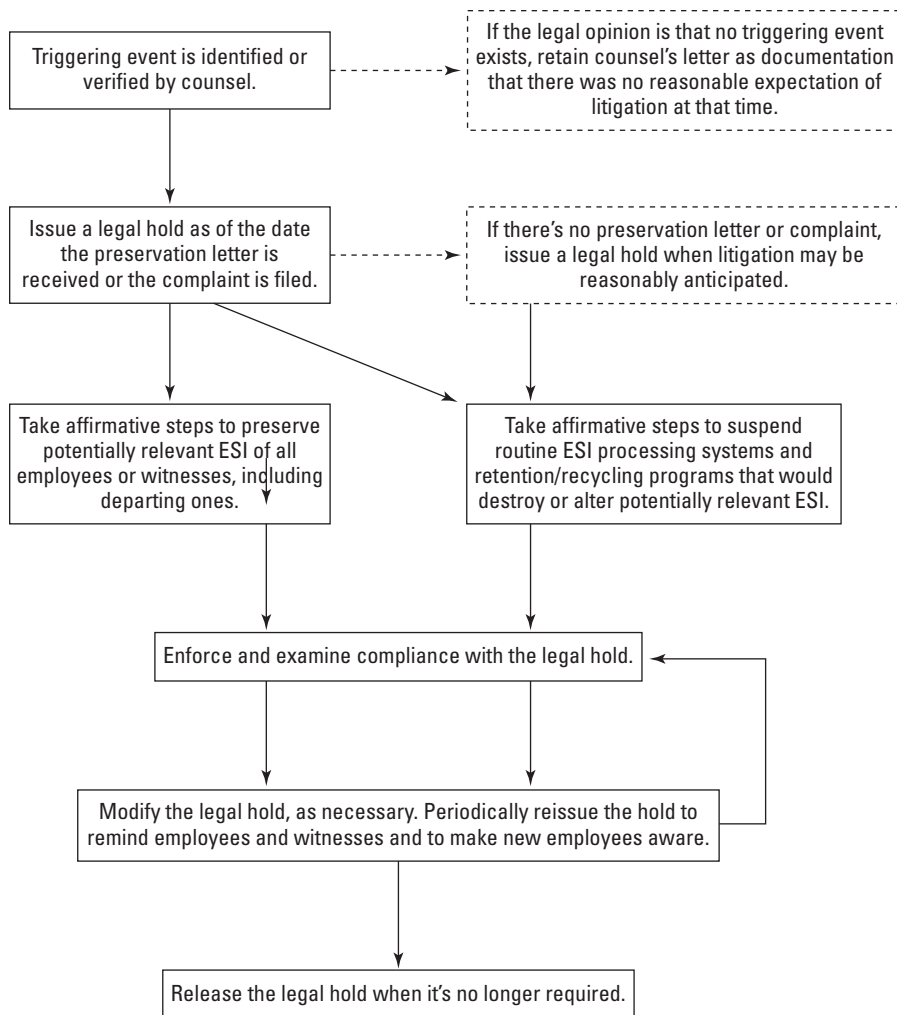 Triggering event is identified or
verified by counsel.
If the legal opinion is that no triggering event
exists, retain counsel’s letter as documentation
that there was no reasonable expectation of
litigation at that time.
Issue a legal hold as of the date
the preservation letter is
received or the complaint is filed.
If there’s no preservation letter or complaint,
issue a legal hold when litigation may be
reasonably anticipated.
Take affirmative steps to preserve
potentially relevant ESI of all
employees or witnesses, including
departing ones.
Take affirmative steps to suspend
routine ESI processing systems and
retention/recycling programs that would
destroy or alter potentially relevant ESI.
Enforce and examine compliance with the legal hold.
Modify the legal hold, as necessary. Periodically reissue the hold to
remind employees and witnesses and to make new employees aware.
Release the legal hold when it’s no longer required.